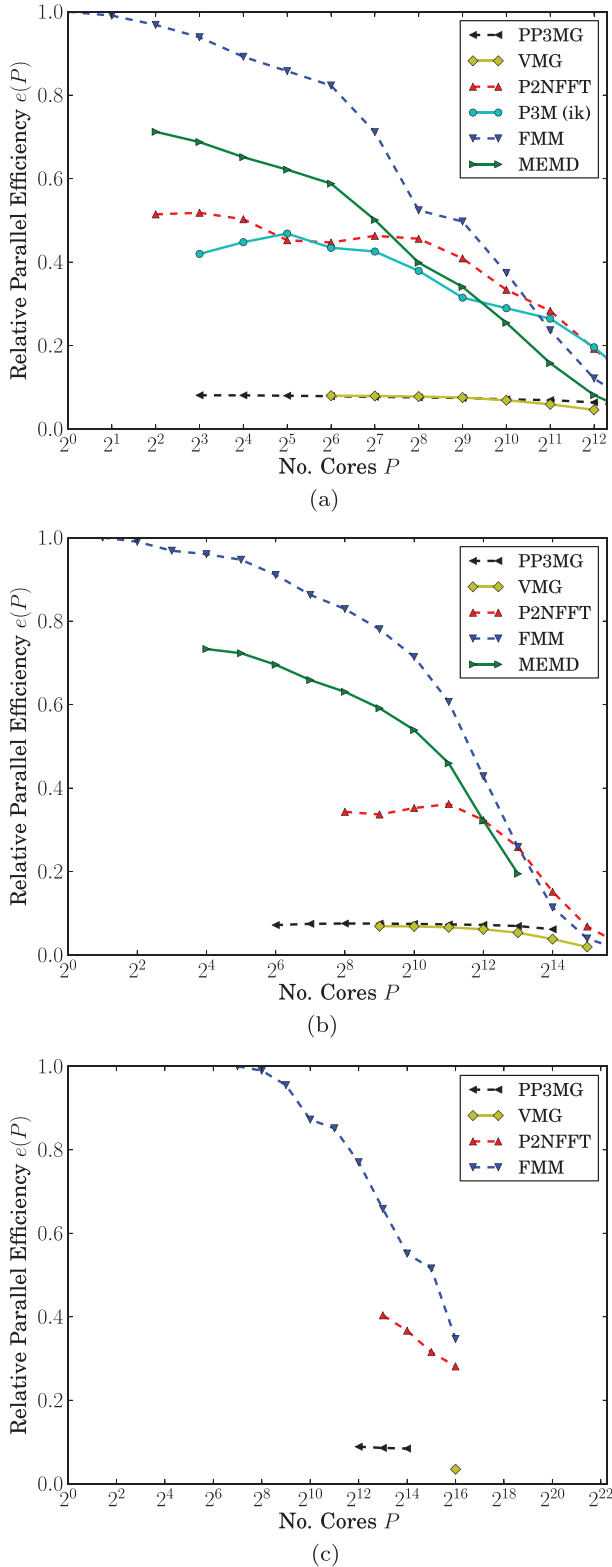 1.0
0.8
0.6
0.4
0.2
0.0
Relative Parallel Efficiency e(P)
PP3MG
VMG
P2NFFT
P3M (ik)
FMM
MEMD
2^0 2^1 2^2 2^3 2^4 2^5 2^6 2^7 2^8 2^9 2^10 2^11 2^12
No. Cores P
(a)
1.0
0.8
0.6
0.4
0.2
0.0
Relative Parallel Efficiency e(P)
PP3MG
VMG
P2NFFT
FMM
MEMD
2^0 2^2 2^4 2^6 2^8 2^10 2^12 2^14
No. Cores P
(b)
1.0
0.8
0.6
0.4
0.2
0.0
Relative Parallel Efficiency e(P)
PP3MG
VMG
P2NFFT
FMM
2^0 2^2 2^4 2^6 2^8 2^10 2^12 2^14 2^16 2^18 2^20 2^22
No. Cores P
(c)